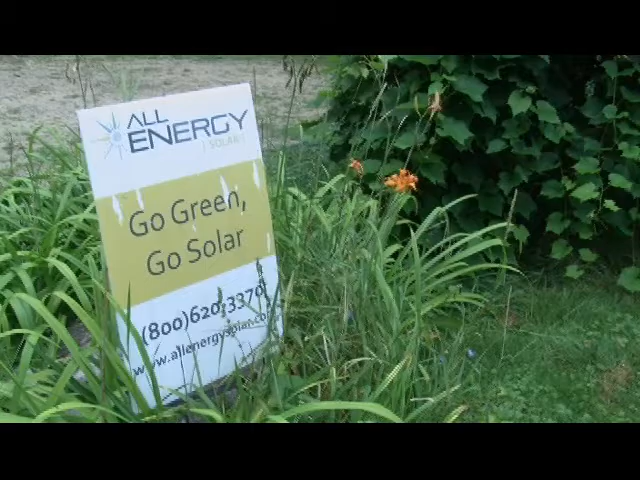 ALL
ENERGY
| SOLAR |
Go Green,
Go Solar
(800)620-3370
www.allenergysolar.com